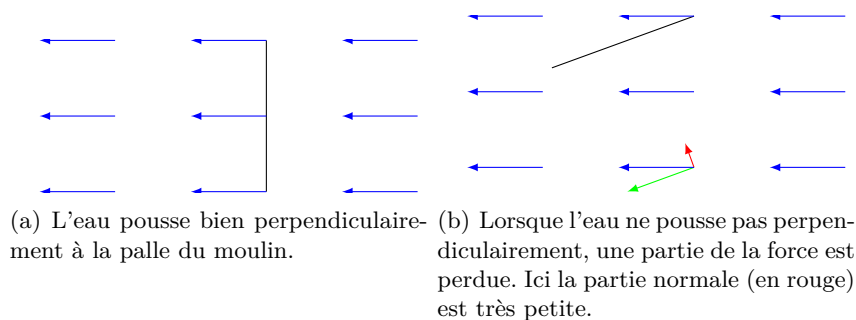 (a) L'eau pousse bien perpendiculaire-
ment à la palle du moulin.
(b) Lorsque l'eau ne pousse pas perpen-
diculairement, une partie de la force est
perdue. Ici la partie normale (en rouge)
est très petite.